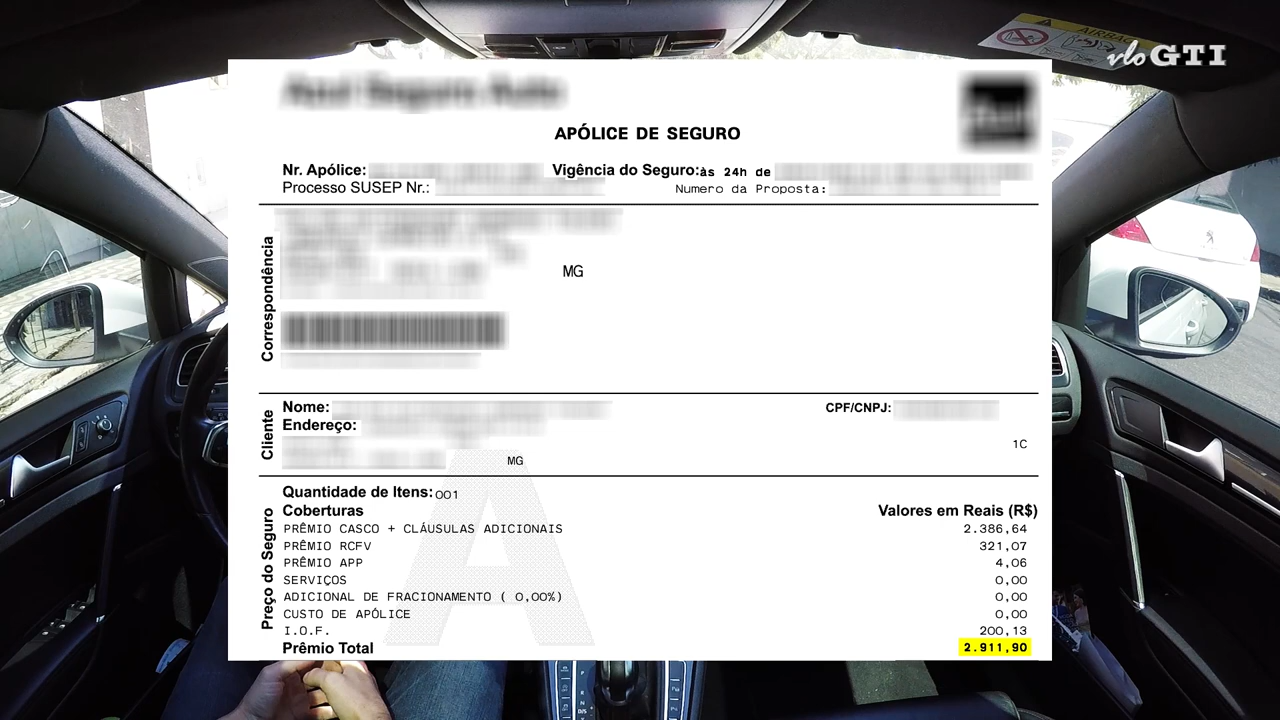 AIRBAG
vloGTI
APÓLICE DE SEGURO
Nr. Apólice: Vigência do Seguro:às 24h de
Processo SUSEP Nr.: Numero da Proposta:
Correspondência
MG
Cliente
Nome: CPF/CNPJ:
Endereço:
1C
MG
Preço do Seguro
Quantidade de Itens:001
Coberturas Valores em Reais (R$)
PRÊMIO CASCO + CLÁUSULAS ADICIONAIS 2.386,64
PRÊMIO RCFV 321,07
PRÊMIO APP 4,06
SERVIÇOS 0,00
ADICIONAL DE FRACIONAMENTO ( 0,00%) 0,00
CUSTO DE APÓLICE 0,00
I.O.F. 200,13
Prêmio Total 2.911,90